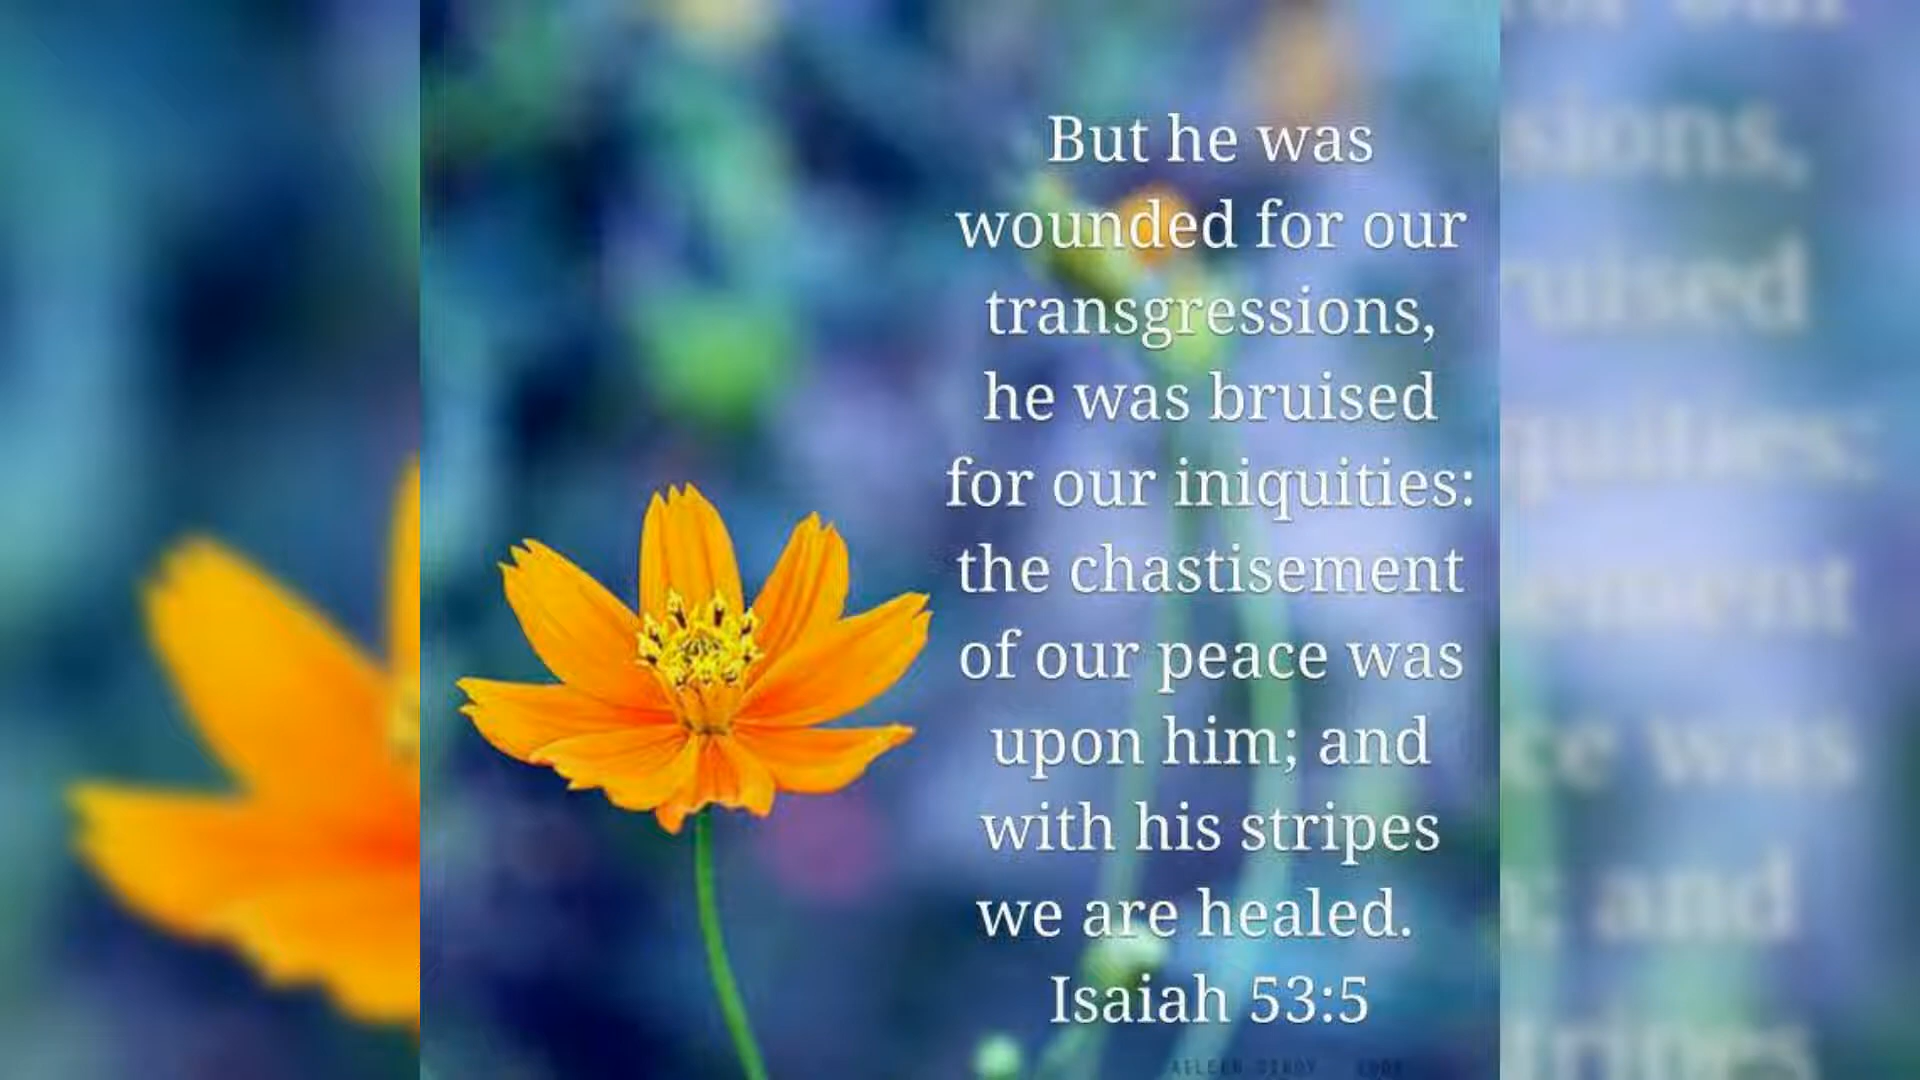 But he was
wounded for our
transgressions,
he was bruised
for our iniquities:
the chastisement
of our peace was
upon him; and
with his stripes
we are healed.
Isaiah 53:5